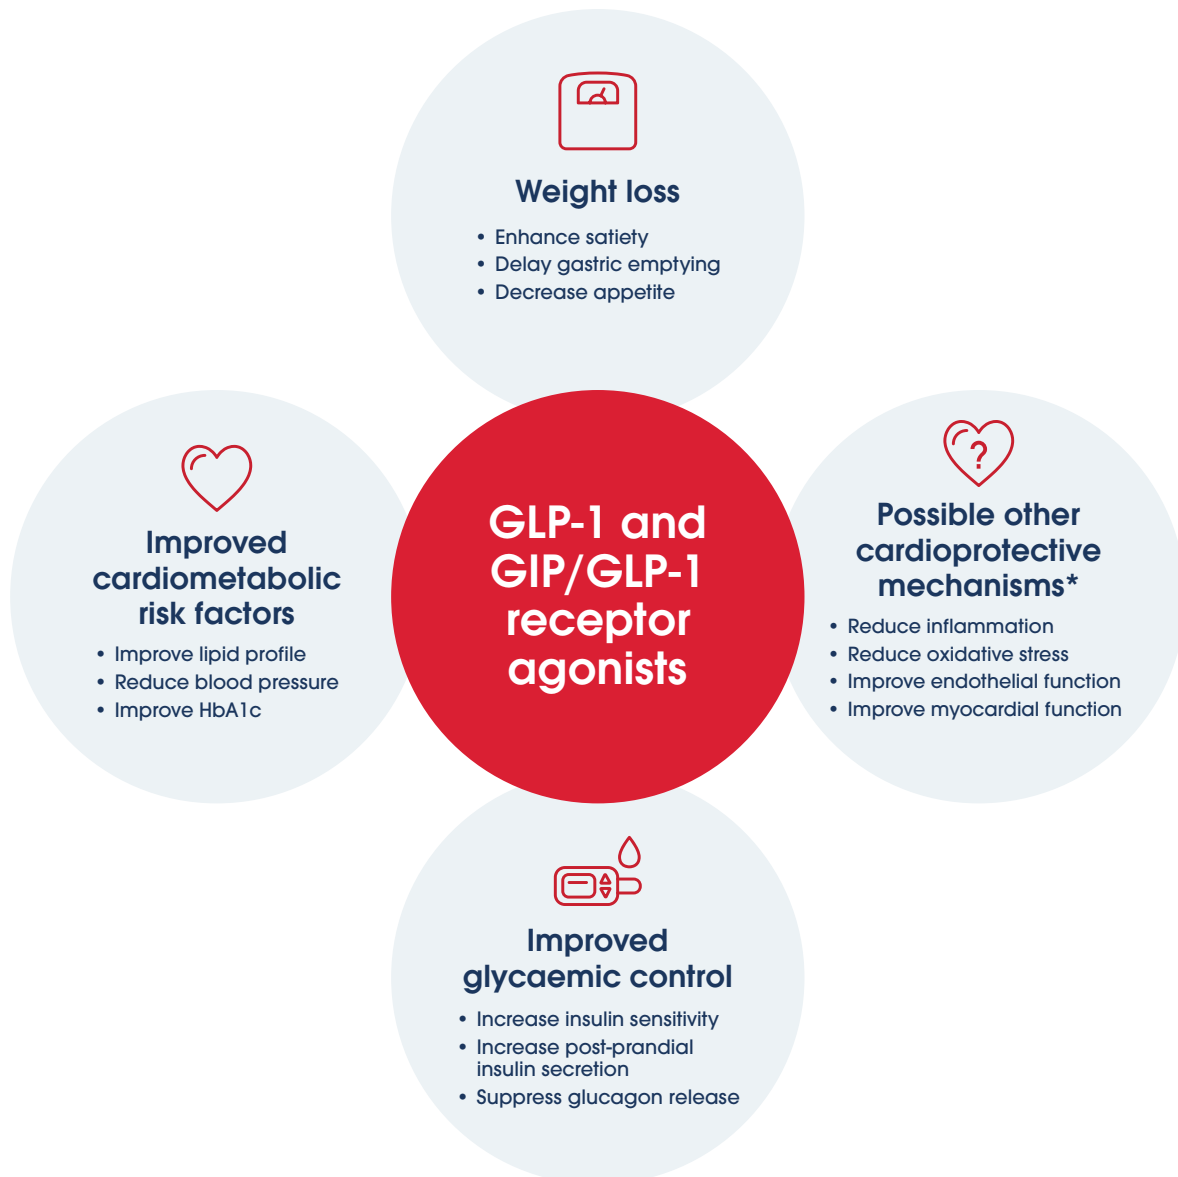 Weight loss
• Enhance satiety
• Delay gastric emptying
• Decrease appetite
Improved
cardiometabolic
risk factors
• Improve lipid profile
• Reduce blood pressure
• Improve HbA1c
GLP-1 and
GIP/GLP-1
receptor
agonists
?
Possible other
cardioprotective
mechanisms*
• Reduce inflammation
• Reduce oxidative stress
• Improve endothelial function
• Improve myocardial function
Improved
glycaemic control
• Increase insulin sensitivity
• Increase post-prandial
insulin secretion
• Suppress glucagon release